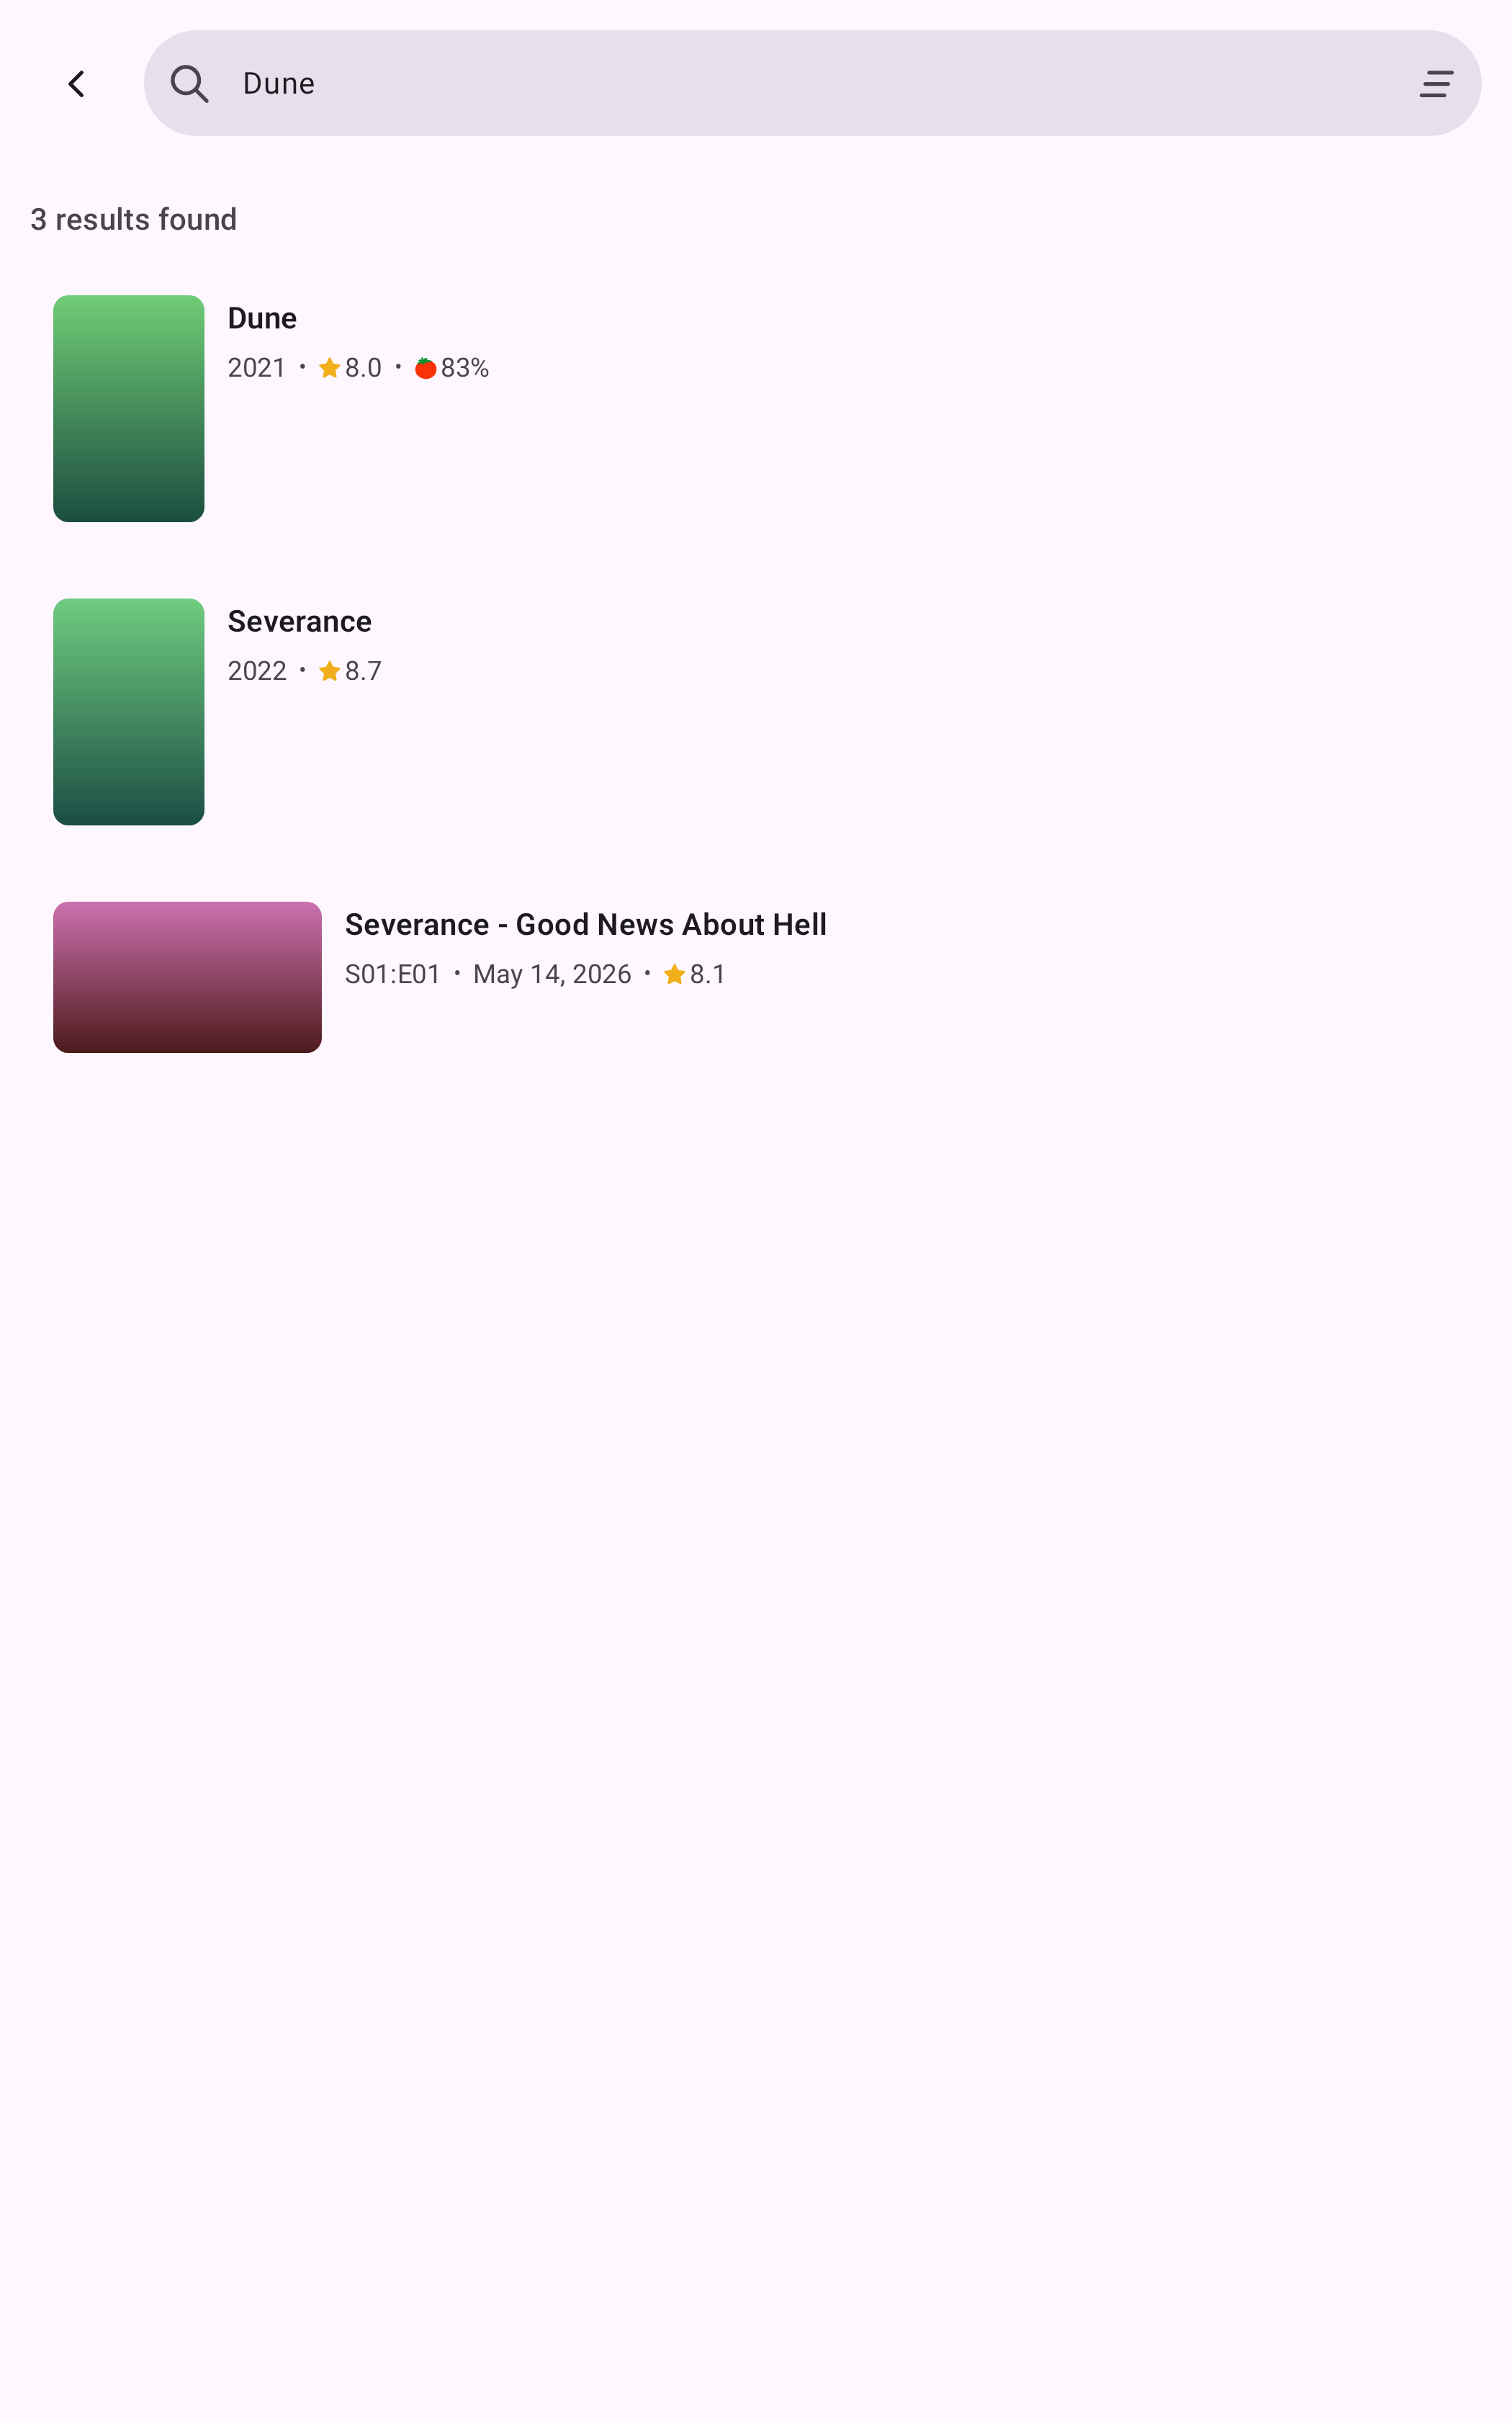 Dune
3 results found
Dune
2021 • ⭐8.0 • 🍅83%
Severance
2022 • ⭐8.7
Severance - Good News About Hell
S01:E01 • May 14, 2026 • ⭐8.1